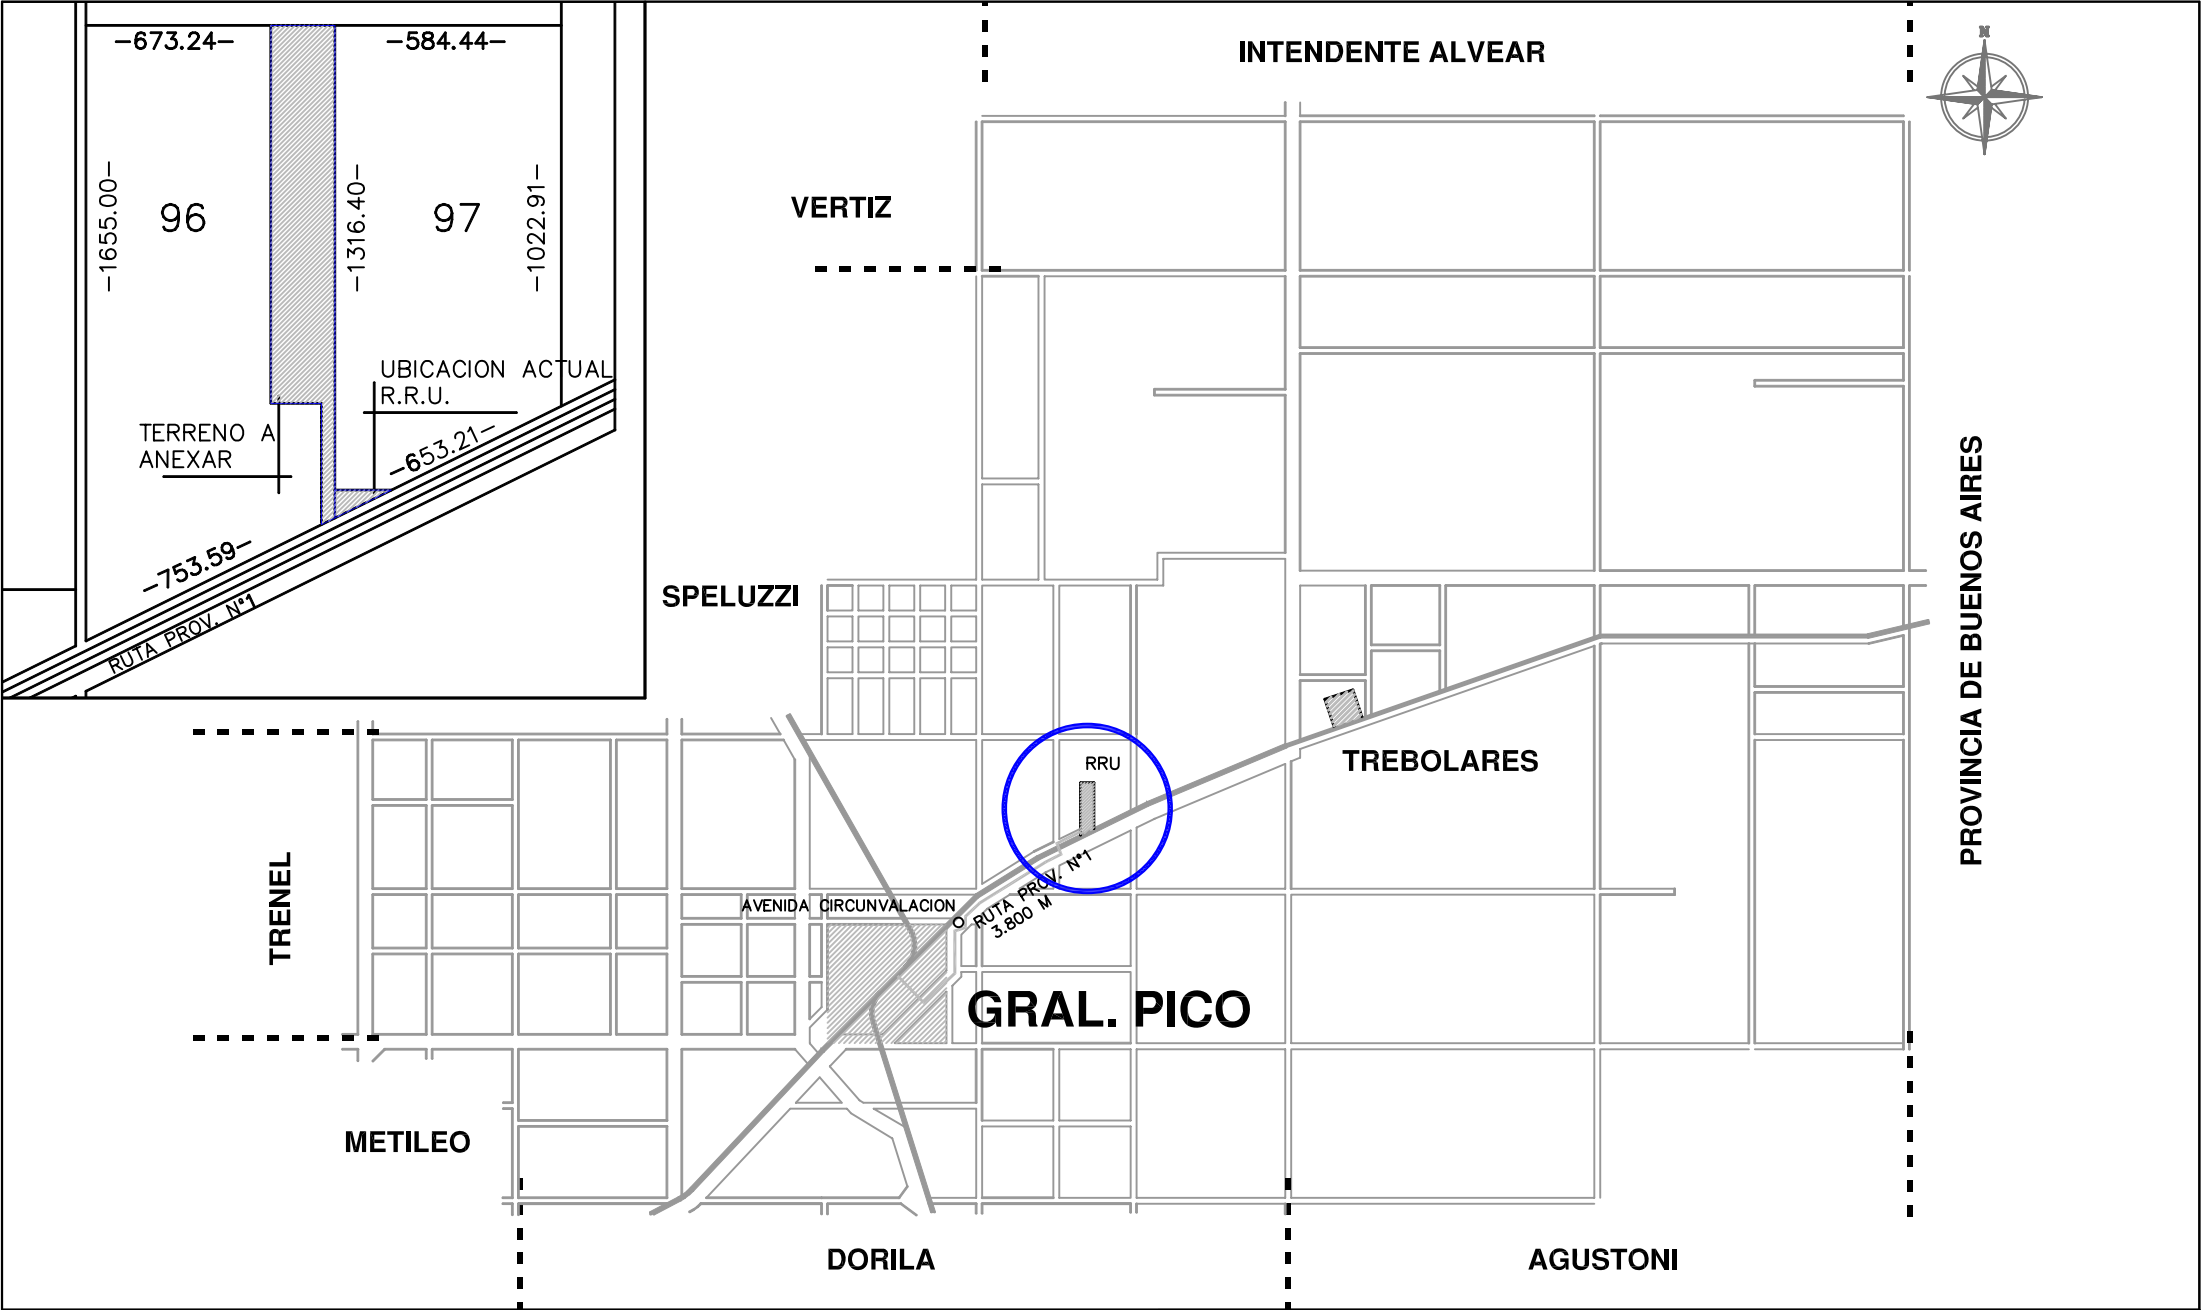 -673.24-
-584.44-
-1655.00-
96
-1316.40-
97
-1022.91-
UBICACION ACTUAL
R.R.U.
TERRENO A
ANEXAR
-653.21-
-753.59-
RUTA PROV. N°1
INTENDENTE ALVEAR
N
VERTIZ
SPELUZZI
PROVINCIA DE BUENOS AIRES
RRU
TREBOLARES
TRENEL
AVENIDA CIRCUNVALACION
RUTA PROV. N°1
3.800 M
GRAL. PICO
METILEO
DORILA
AGUSTONI